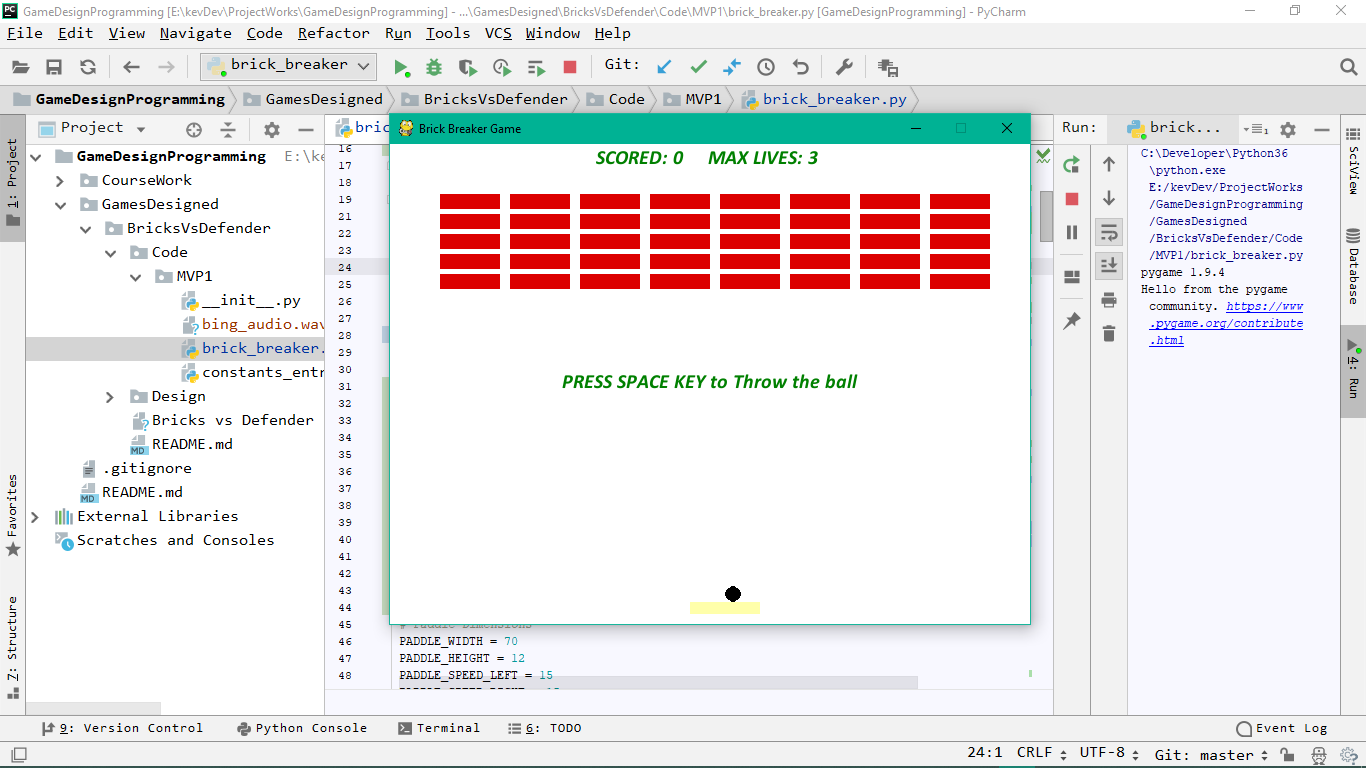 GameDesignProgramming [E:\kevDev\ProjectWorks\GameDesignProgramming] - ...\GamesDesigned\BricksVsDefender\Code\MVP1\brick_breaker.py [GameDesignProgramming] - PyCharm
File Edit View Navigate Code Refactor Run Tools VCS Window Help
brick_breaker
Git:
GameDesignProgramming
GamesDesigned
BricksVsDefender
Code
MVP1
brick_breaker.py
1: Project
Project
GameDesignProgramming E:\ke
CourseWork
GamesDesigned
BricksVsDefender
Code
MVP1
__init__.py
bing_audio.wav
brick_breaker.
constants_entr
Design
Bricks vs Defender
README.md
.gitignore
README.md
External Libraries
Scratches and Consoles
Favorites
Z: Structure
bric
16
17
18
19
21
22
23
24
25
26
27
28
29
30
31
32
33
34
35
36
37
38
39
40
41
42
43
44
45
46
47
48
PADDLE_WIDTH = 70
PADDLE_HEIGHT = 12
PADDLE_SPEED_LEFT = 15
Brick Breaker Game
SCORED: 0 MAX LIVES: 3
PRESS SPACE KEY to Throw the ball
Run:
brick...
1
C:\Developer\Python36
\python.exe
E:/kevDev/ProjectWorks
/GameDesignProgramming
/GamesDesigned
/BricksVsDefender/Code
/MVP1/brick_breaker.py
pygame 1.9.4
Hello from the pygame
community. https://www
.pygame.org/contribute
.html
SciView
Database
4: Run
9: Version Control
Python Console
Terminal
6: TODO
Event Log
24:1 CRLF UTF-8 Git: master